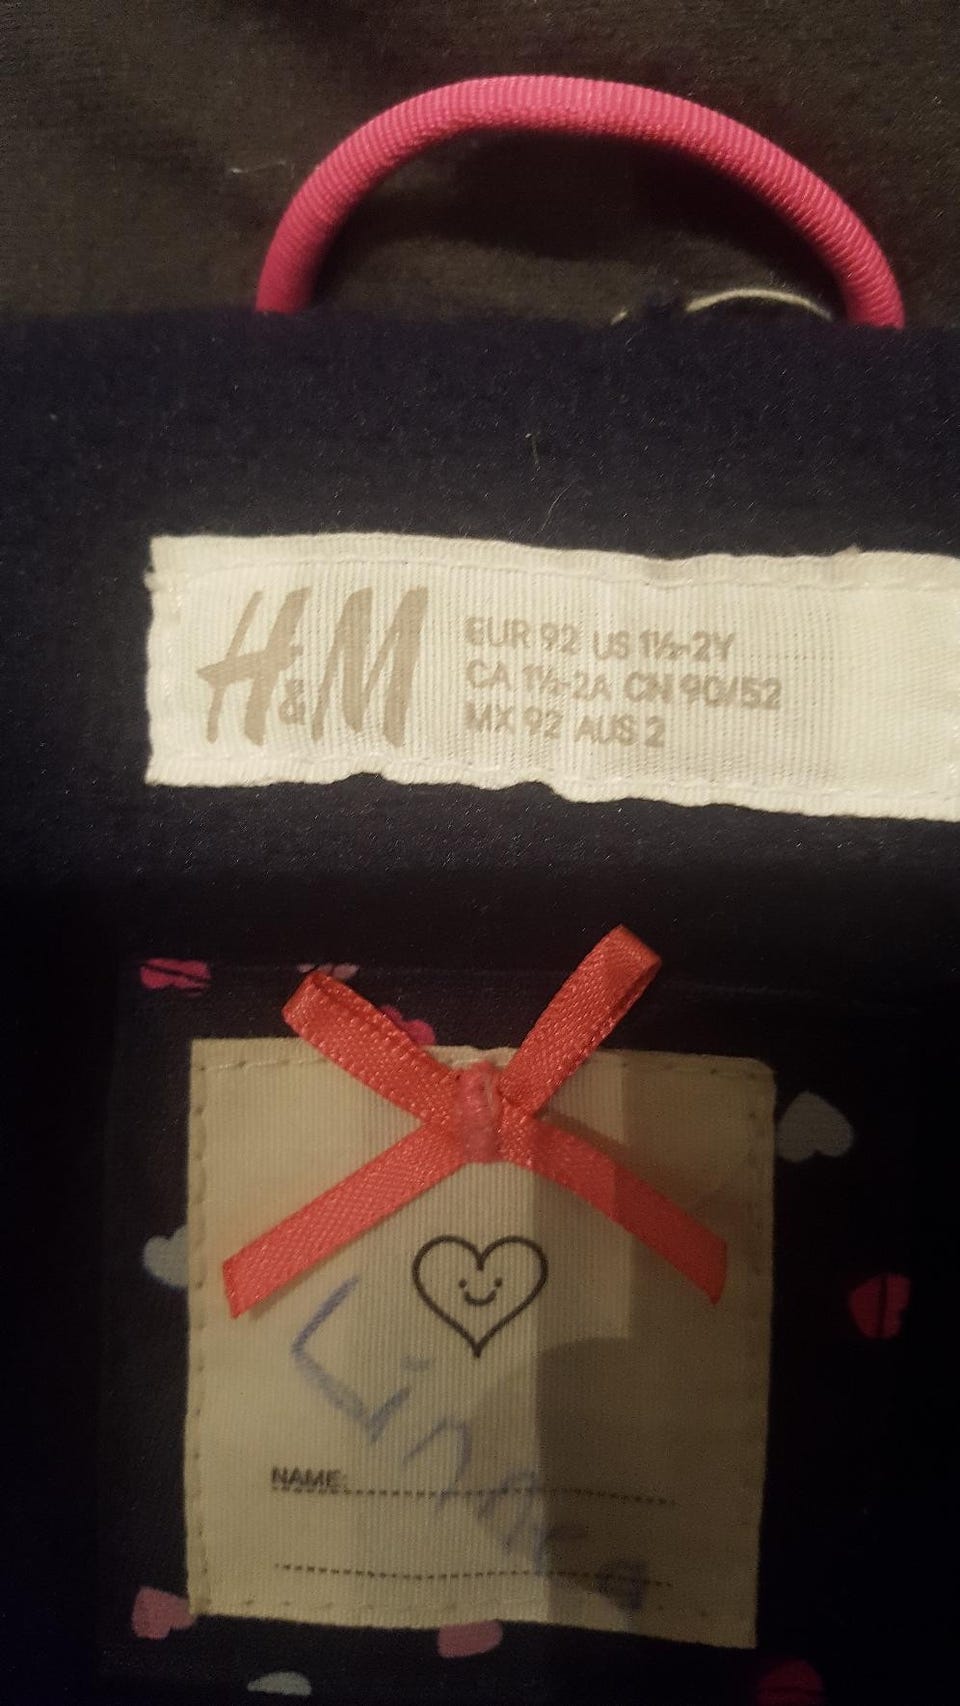 H&M
EUR 92 US 1½-2Y
CA 1½-2A CN 90/52
MX 92 AUS 2
NAME: